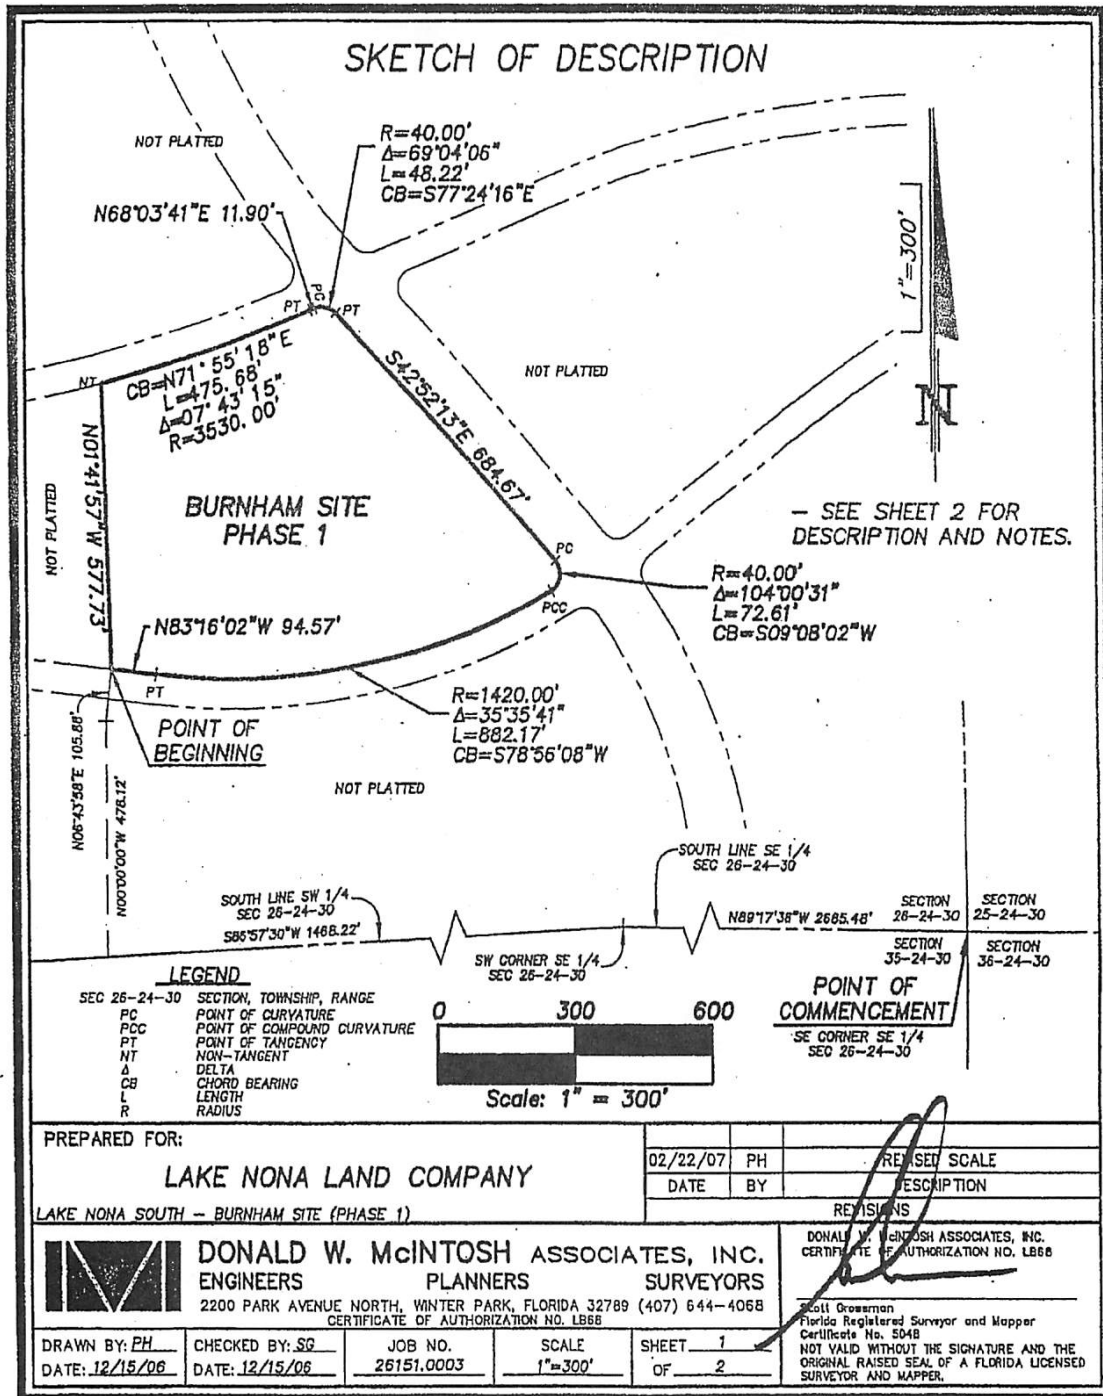 SKETCH OF DESCRIPTION
NOT PLATTED
R=40.00'
Δ=69°04'06"
L=48.22'
CB=S77°24'16"E
N68°03'41"E 11.90'
1"=300'
PT
PC
PT
NT
CB=N71°55'18"E
L=475.68'
Δ=07°43'15"
R=3530.00'
S42°52'13"E 684.67'
NOT PLATTED
N
N01°41'57"W 577.73'
NOT PLATTED
BURNHAM SITE
PHASE 1
- SEE SHEET 2 FOR
DESCRIPTION AND NOTES.
PC
PCC
R=40.00'
Δ=104°00'31"
L=72.61'
CB=S09°08'02"W
N83°16'02"W 94.57'
PT
R=1420.00'
Δ=35°35'41"
L=882.17'
CB=S78°56'08"W
POINT OF
BEGINNING
N06°43'58"E 105.88'
N00°00'00"W 478.12'
NOT PLATTED
SOUTH LINE SE 1/4
SEC 26-24-30
SOUTH LINE SW 1/4
SEC 26-24-30
S86°57'30"W 1468.22'
N89°17'38"W 2665.48'
SECTION
26-24-30
SECTION
25-24-30
SECTION
35-24-30
SECTION
36-24-30
SW CORNER SE 1/4
SEC 26-24-30
POINT OF
COMMENCEMENT
SE CORNER SE 1/4
SEC 26-24-30
LEGEND
SEC 26-24-30 SECTION, TOWNSHIP, RANGE
PC POINT OF CURVATURE
PCC POINT OF COMPOUND CURVATURE
PT POINT OF TANGENCY
NT NON-TANGENT
Δ DELTA
CB CHORD BEARING
L LENGTH
R RADIUS
0 300 600
Scale: 1" = 300'
PREPARED FOR:
LAKE NONA LAND COMPANY
LAKE NONA SOUTH - BURNHAM SITE (PHASE 1)
02/22/07 PH REVISED SCALE
DATE BY DESCRIPTION
REVISIONS
DONALD W. McINTOSH ASSOCIATES, INC.
ENGINEERS PLANNERS SURVEYORS
2200 PARK AVENUE NORTH, WINTER PARK, FLORIDA 32789 (407) 644-4068
CERTIFICATE OF AUTHORIZATION NO. LB68
DONALD W. McINTOSH ASSOCIATES, INC.
CERTIFICATE OF AUTHORIZATION NO. LB68
Scott Grossman
Florida Registered Surveyor and Mapper
Certificate No. 5048
NOT VALID WITHOUT THE SIGNATURE AND THE
ORIGINAL RAISED SEAL OF A FLORIDA LICENSED
SURVEYOR AND MAPPER.
DRAWN BY: PH
DATE: 12/15/06
CHECKED BY: SG
DATE: 12/15/06
JOB NO.
26151.0003
SCALE
1"=300'
SHEET 1
OF 2